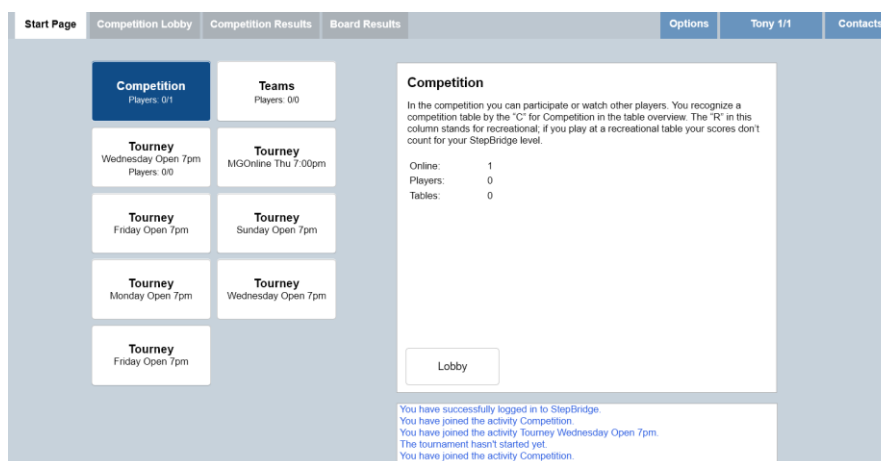 Start Page
Competition Lobby
Competition Results
Board Results
Options
Tony 1/1
Contacts
Competition
Players: 0/1
Teams
Players: 0/0
Tourney
Wednesday Open 7pm
Players: 0/0
Tourney
MGOnline Thu 7:00pm
Tourney
Friday Open 7pm
Tourney
Sunday Open 7pm
Tourney
Monday Open 7pm
Tourney
Wednesday Open 7pm
Tourney
Friday Open 7pm
Competition
In the competition you can participate or watch other players. You recognize a
competition table by the “C” for Competition in the table overview. The “R” in this
column stands for recreational; if you play at a recreational table your scores don't
count for your StepBridge level.
Online: 1
Players: 0
Tables: 0
Lobby
You have successfully logged in to StepBridge.
You have joined the activity Competition.
You have joined the activity Tourney Wednesday Open 7pm.
The tournament hasn't started yet.
You have joined the activity Competition.